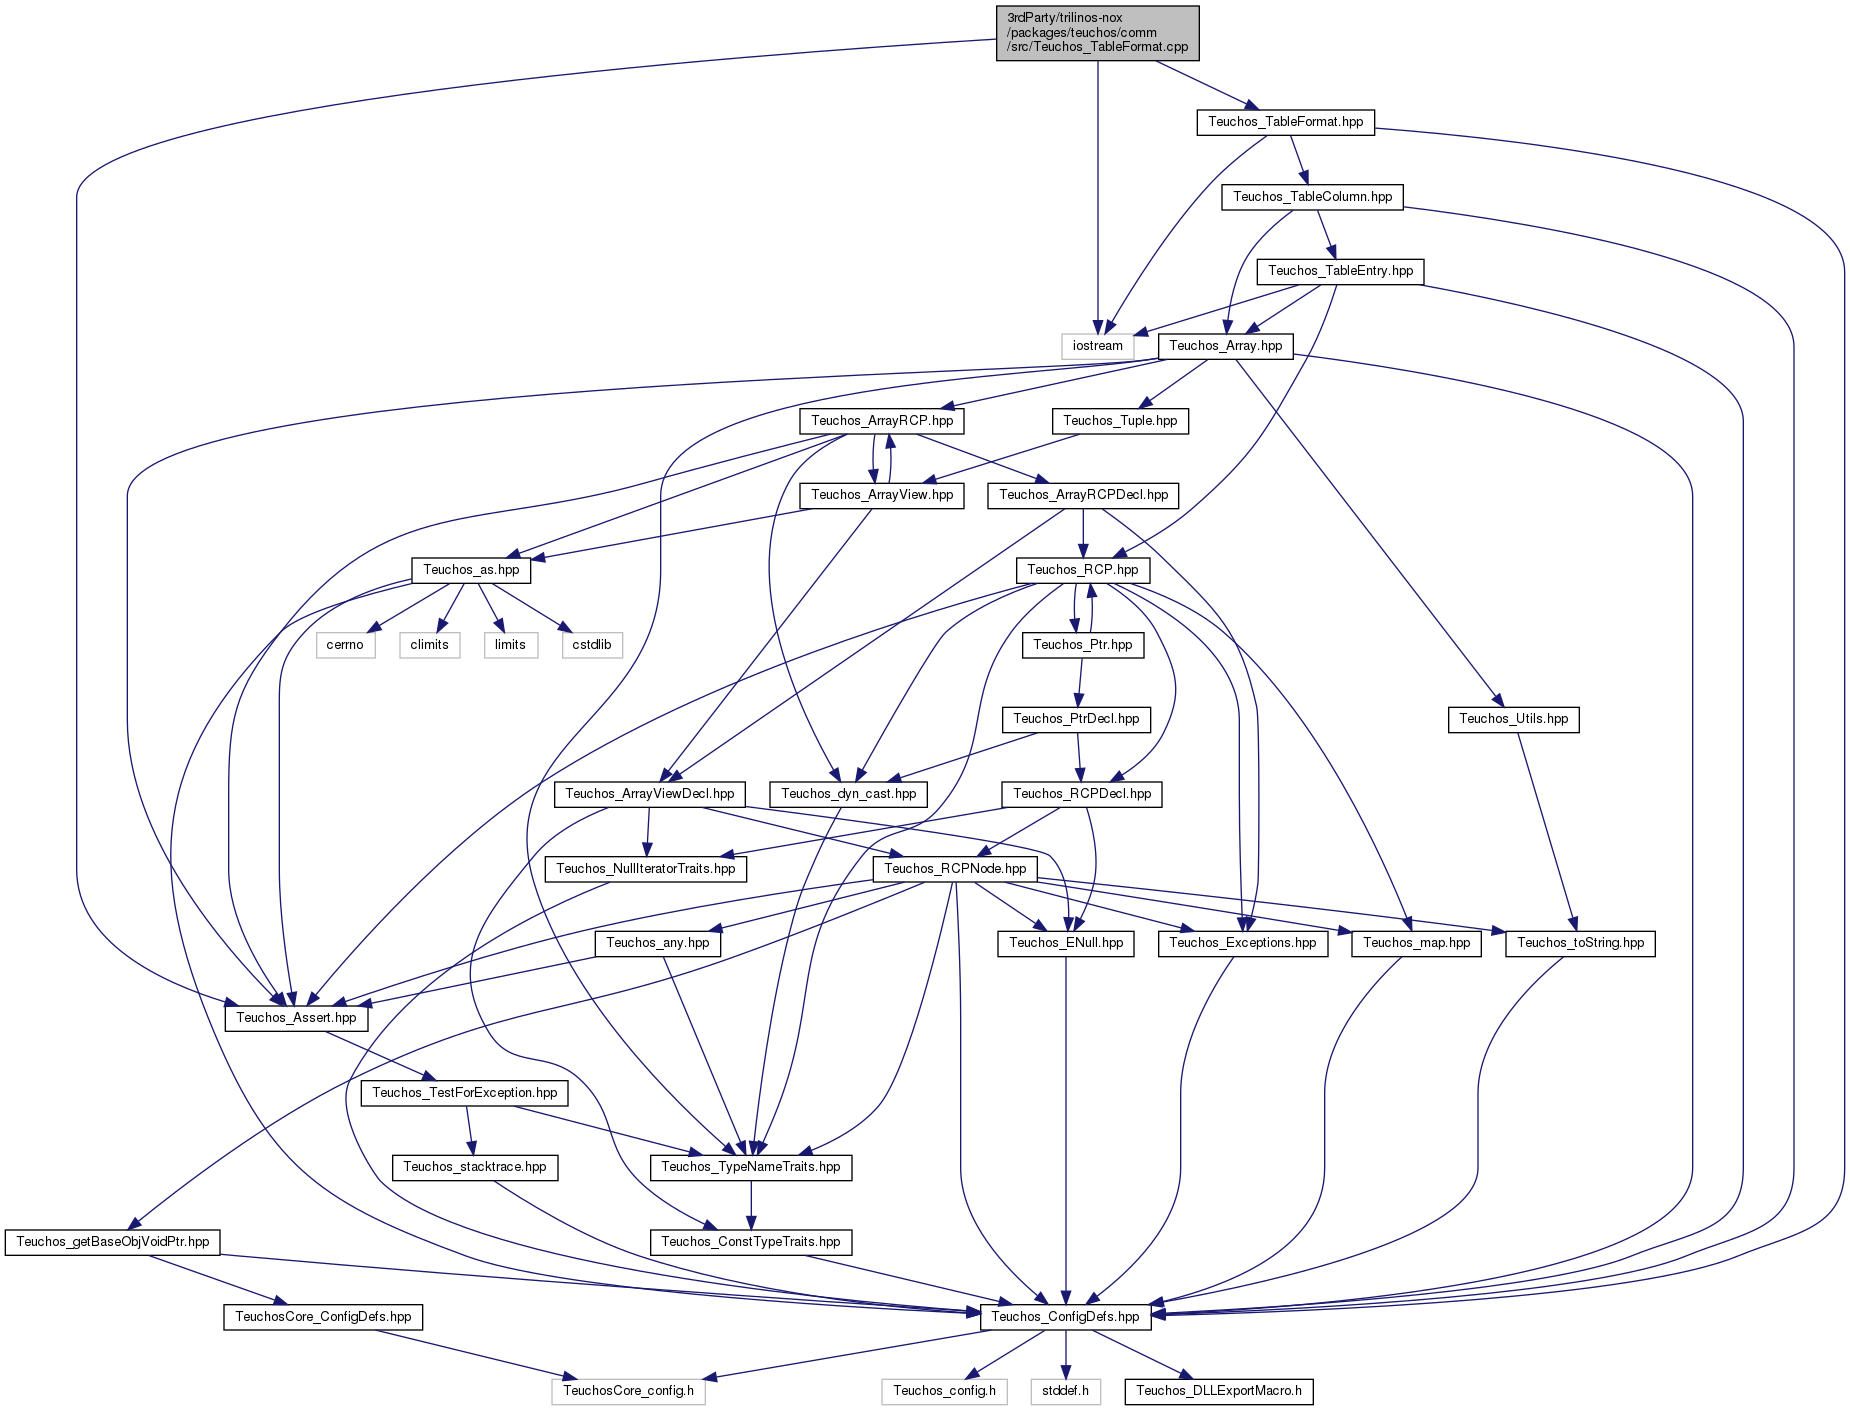 3rdParty/trilinos-nox
/packages/teuchos/comm
/src/Teuchos_TableFormat.cpp
Teuchos_TableFormat.hpp
Teuchos_TableColumn.hpp
Teuchos_TableEntry.hpp
iostream
Teuchos_Array.hpp
Teuchos_ArrayRCP.hpp
Teuchos_Tuple.hpp
Teuchos_ArrayView.hpp
Teuchos_ArrayRCPDecl.hpp
Teuchos_as.hpp
Teuchos_RCP.hpp
cerrno
climits
limits
cstdlib
Teuchos_Ptr.hpp
Teuchos_PtrDecl.hpp
Teuchos_Utils.hpp
Teuchos_ArrayViewDecl.hpp
Teuchos_dyn_cast.hpp
Teuchos_RCPDecl.hpp
Teuchos_NullIteratorTraits.hpp
Teuchos_RCPNode.hpp
Teuchos_any.hpp
Teuchos_ENull.hpp
Teuchos_Exceptions.hpp
Teuchos_map.hpp
Teuchos_toString.hpp
Teuchos_Assert.hpp
Teuchos_TestForException.hpp
Teuchos_stacktrace.hpp
Teuchos_TypeNameTraits.hpp
Teuchos_getBaseObjVoidPtr.hpp
Teuchos_ConstTypeTraits.hpp
TeuchosCore_ConfigDefs.hpp
Teuchos_ConfigDefs.hpp
TeuchosCore_config.h
Teuchos_config.h
stddef.h
Teuchos_DLLExportMacro.h